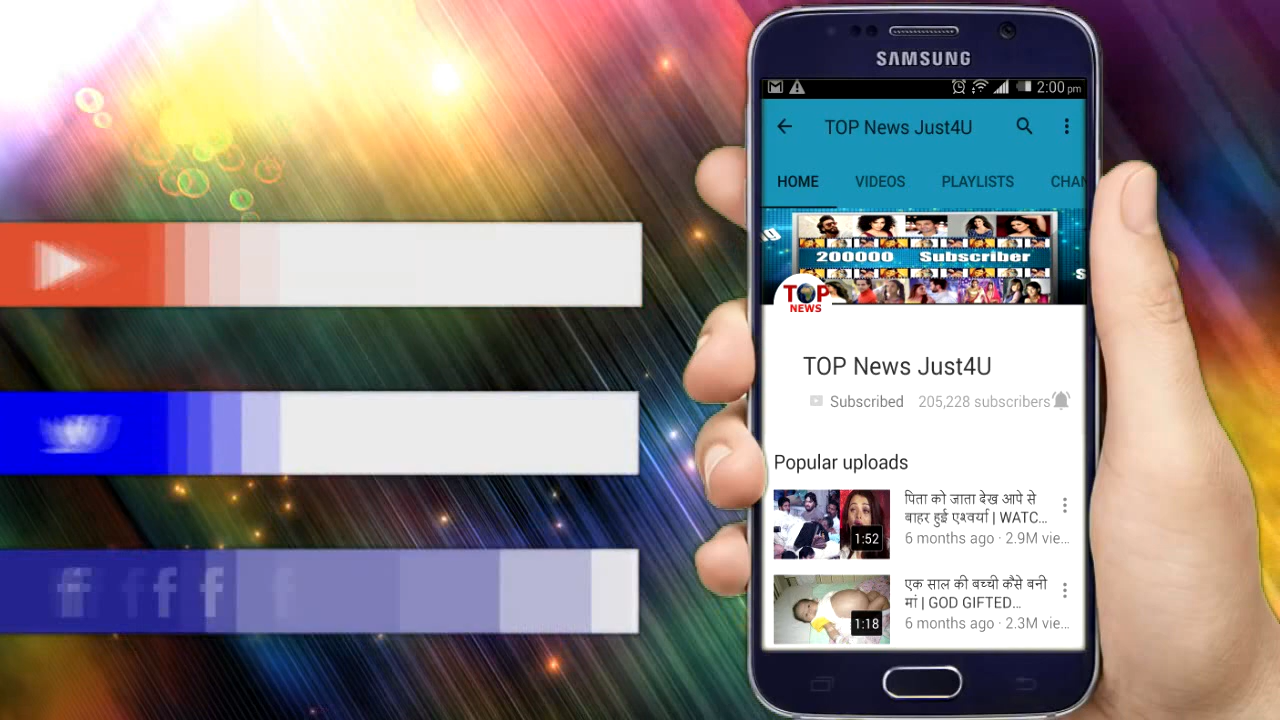 SAMSUNG
2:00 pm
TOP News Just4U
HOME VIDEOS PLAYLISTS CHAN
200000 Subscriber
TOP
NEWS
TOP News Just4U
Subscribed 205,228 subscribers
Popular uploads
पिता को जाता देख आपे से
बाहर हुई एश्वर्या | WATC...
6 months ago · 2.9M vie...
1:52
एक साल की बच्ची कैसे बनी
मां | GOD GIFTED...
6 months ago · 2.3M vie...
1:18